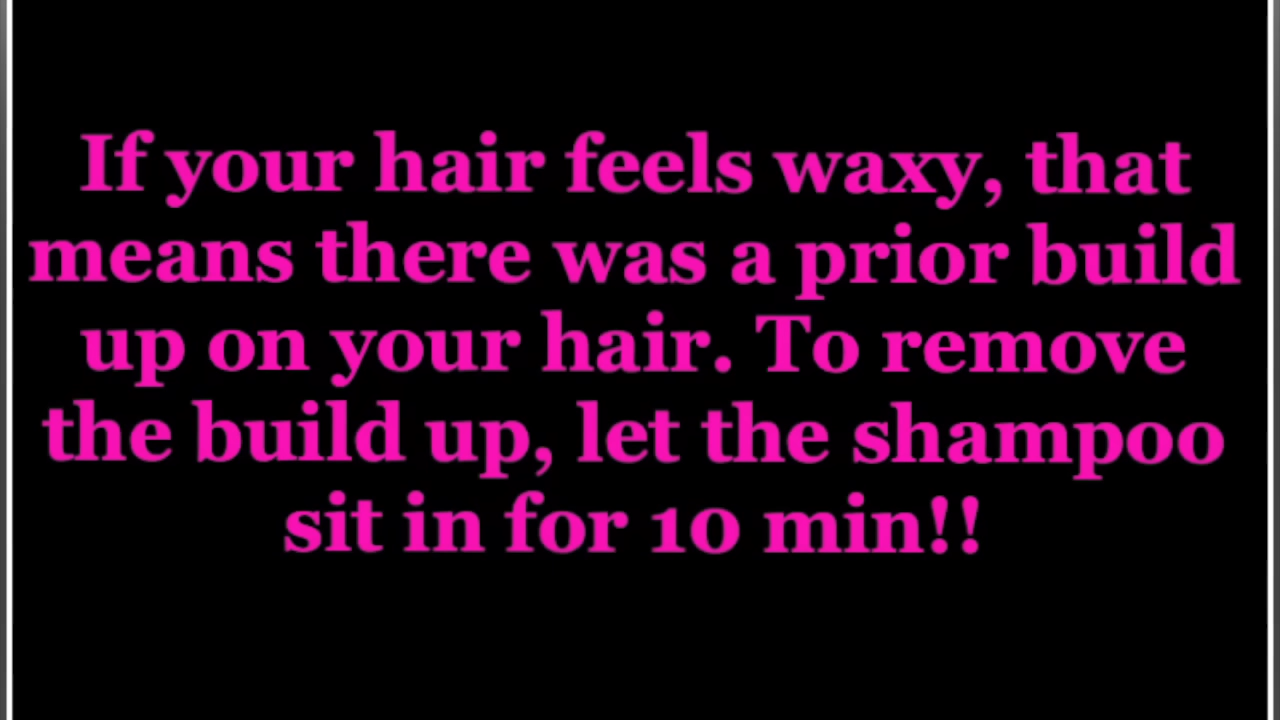 If your hair feels waxy, that
means there was a prior build
up on your hair. To remove
the build up, let the shampoo
sit in for 10 min!!